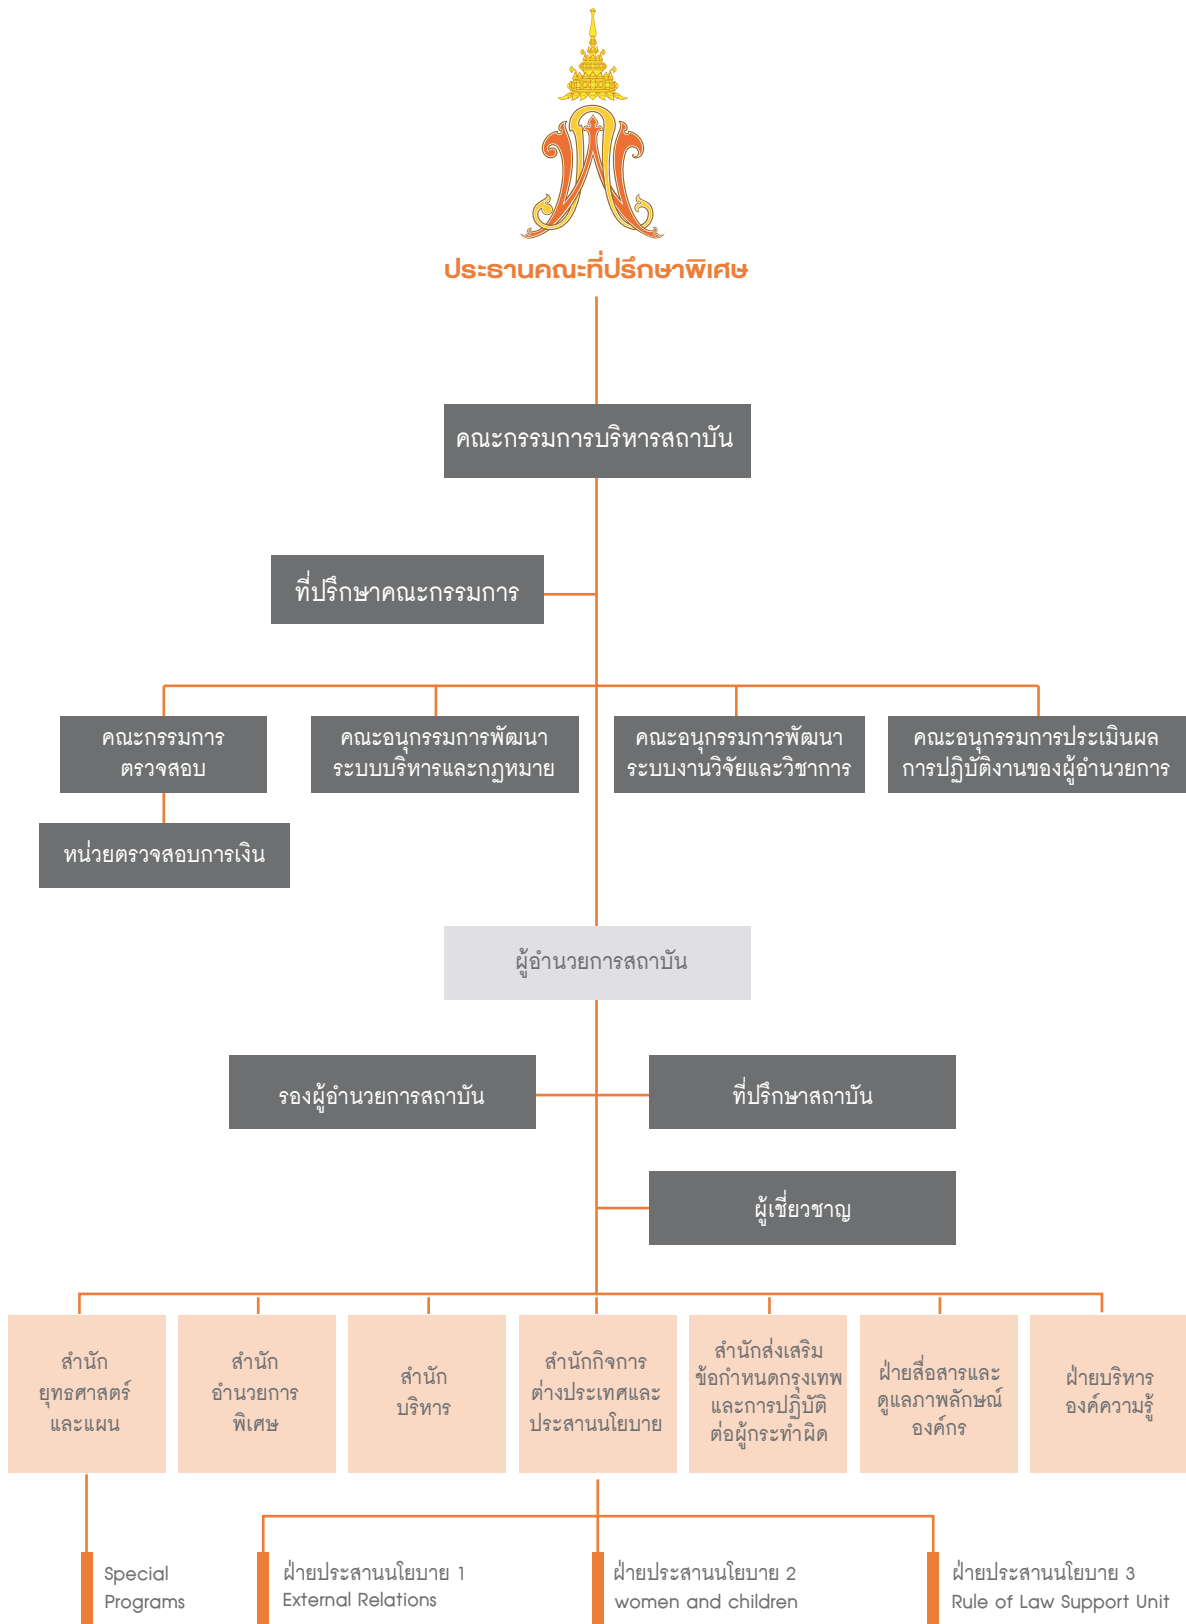 ประธานคณะที่ปรึกษาพิเศษ
คณะกรรมการบริหารสถาบัน
ที่ปรึกษาคณะกรรมการ
คณะกรรมการ
ตรวจสอบ
คณะอนุกรรมการพัฒนา
ระบบบริหารและกฎหมาย
คณะอนุกรรมการพัฒนา
ระบบงานวิจัยและวิชาการ
คณะอนุกรรมการประเมินผล
การปฏิบัติงานของผู้อำนวยการ
หน่วยตรวจสอบการเงิน
ผู้อำนวยการสถาบัน
รองผู้อำนวยการสถาบัน
ที่ปรึกษาสถาบัน
ผู้เชี่ยวชาญ
สำนัก
ยุทธศาสตร์
และแผน
สำนัก
อำนวยการ
พิเศษ
สำนัก
บริหาร
สำนักกิจการ
ต่างประเทศและ
ประสานนโยบาย
สำนักส่งเสริม
ข้อกำหนดกรุงเทพ
และการปฏิบัติ
ต่อผู้กระทำผิด
ฝ่ายสื่อสารและ
ดูแลภาพลักษณ์
องค์กร
ฝ่ายบริหาร
องค์ความรู้
Special
Programs
ฝ่ายประสานนโยบาย 1
External Relations
ฝ่ายประสานนโยบาย 2
women and children
ฝ่ายประสานนโยบาย 3
Rule of Law Support Unit